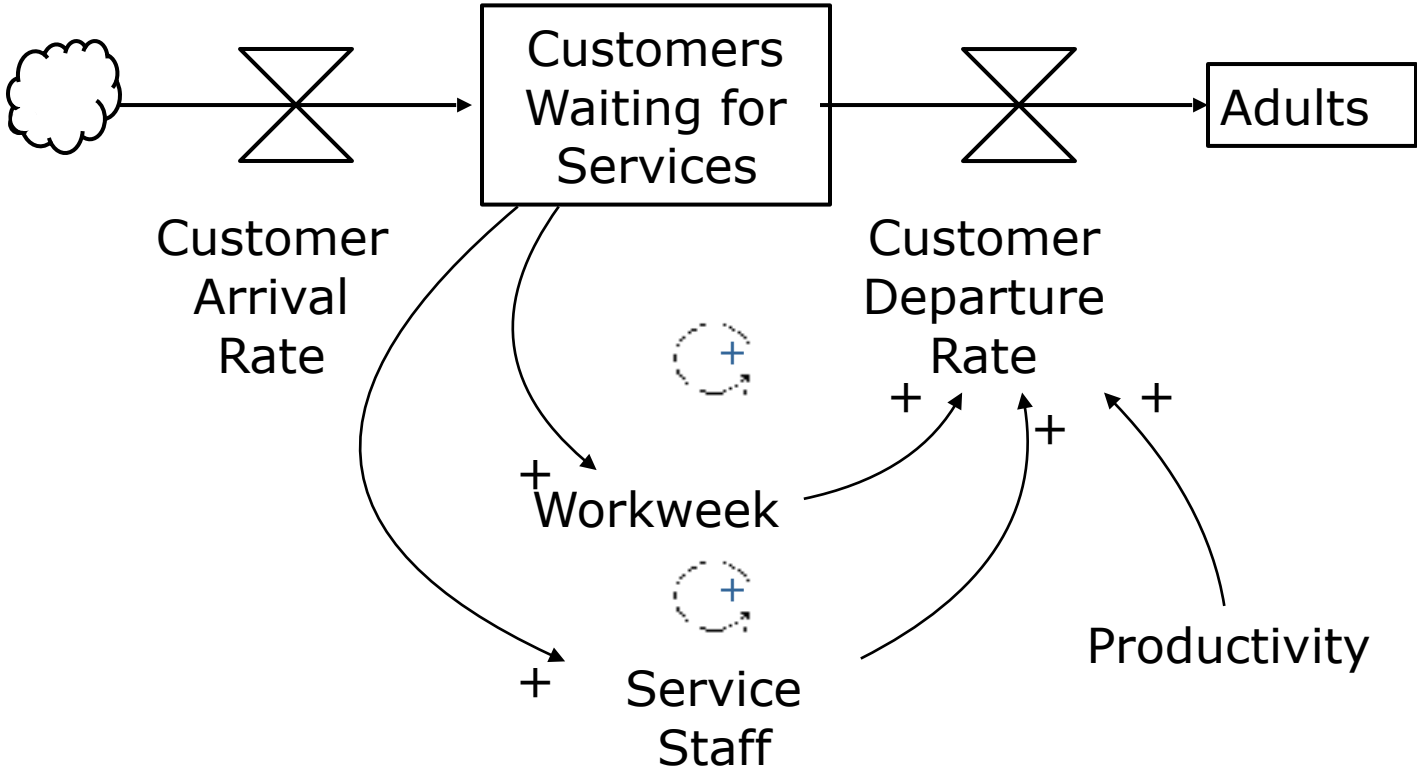 Customers
Waiting for
Services
Adults
Customer
Arrival
Rate
Customer
Departure
Rate
+
+
+
+
+
Workweek
+
Productivity
+
Service
Staff